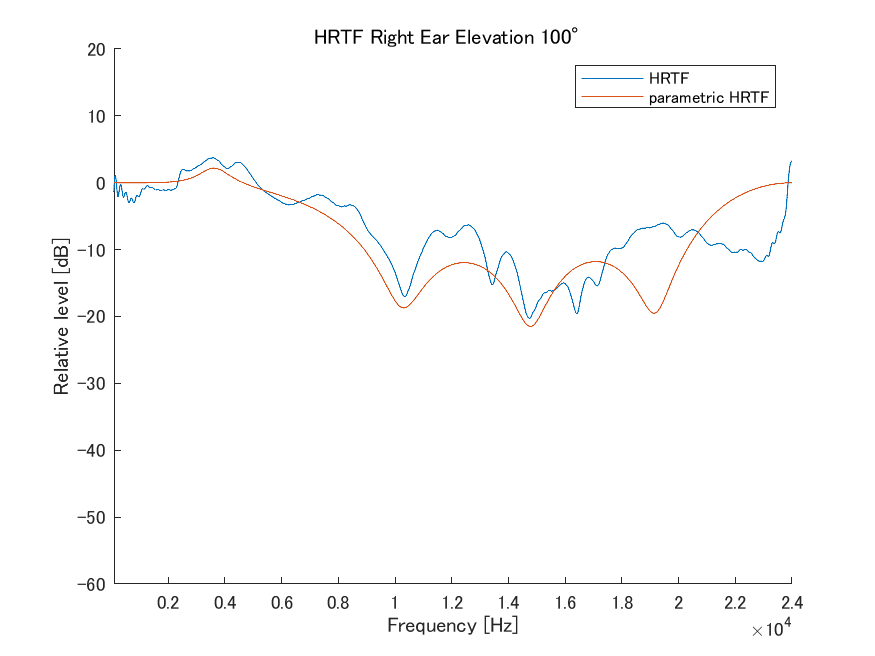 HRTF Right Ear Elevation 100°
HRTF
parametric HRTF
20
10
0
-10
-20
-30
-40
-50
-60
Relative level [dB]
0.2 0.4 0.6 0.8 1 1.2 1.4 1.6 1.8 2 2.2 2.4
Frequency [Hz]
×10⁴